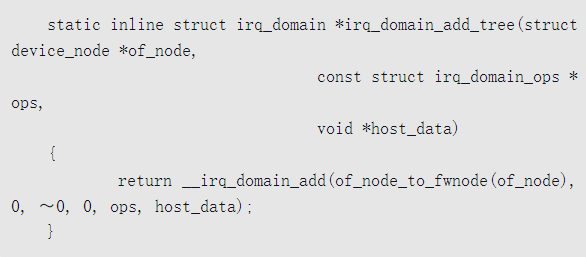 static inline struct irq_domain *irq_domain_add_tree(struct
device_node *of_node,
const struct irq_domain_ops *
ops,
void *host_data)
{
return __irq_domain_add(of_node_to_fwnode(of_node),
0, ～0, 0, ops, host_data);
}